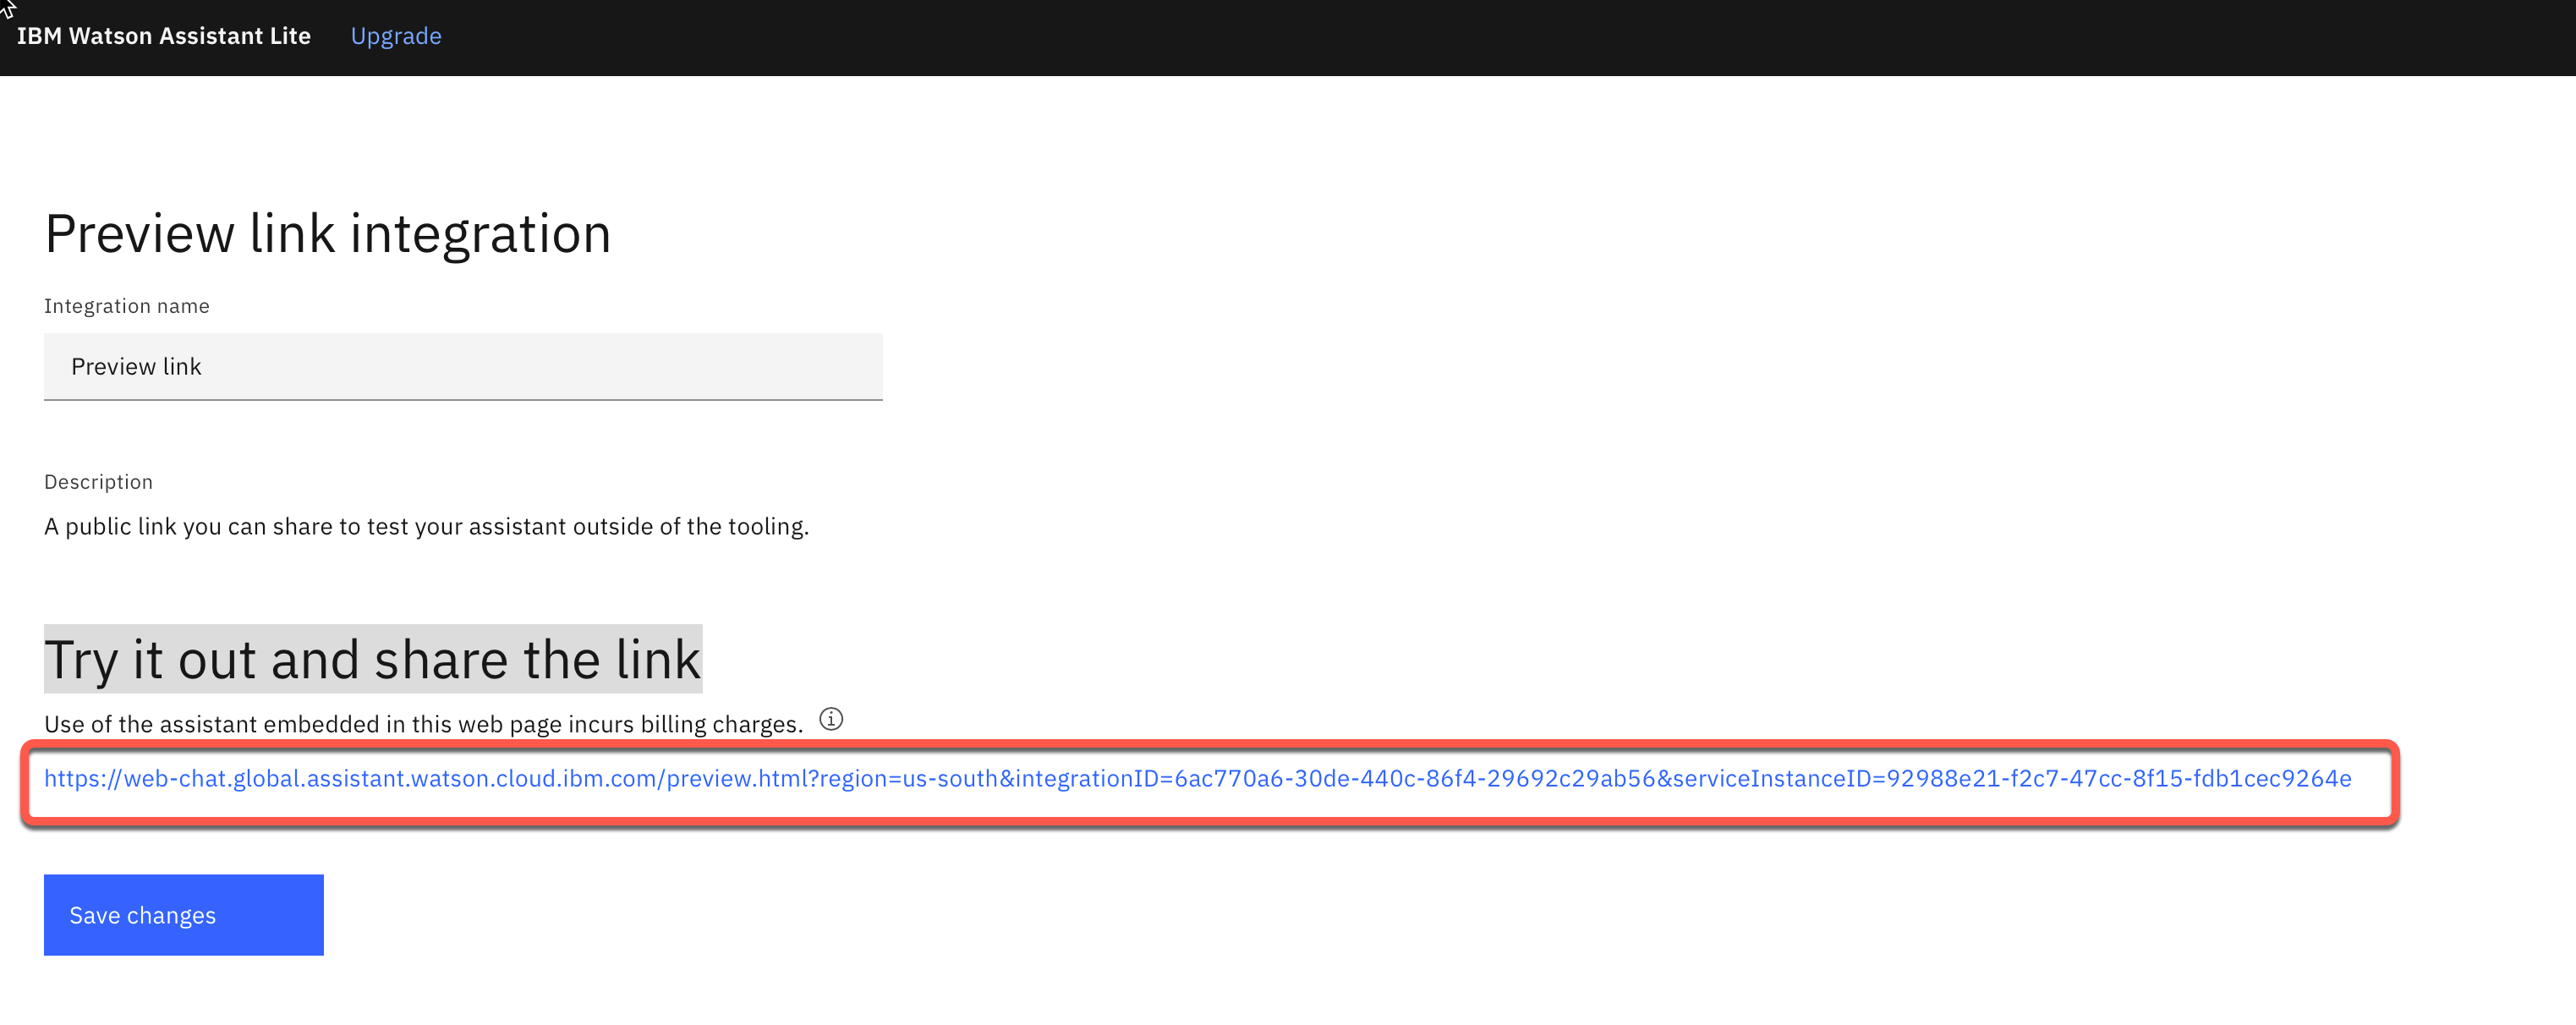 IBM Watson Assistant Lite Upgrade
Preview link integration
Integration name
Preview link
Description
A public link you can share to test your assistant outside of the tooling.
Try it out and share the link
Use of the assistant embedded in this web page incurs billing charges.
https://web-chat.global.assistant.watson.cloud.ibm.com/preview.html?region=us-south&integrationID=6ac770a6-30de-440c-86f4-29692c29ab56&serviceInstanceID=92988e21-f2c7-47cc-8f15-fdb1cec9264e
Save changes